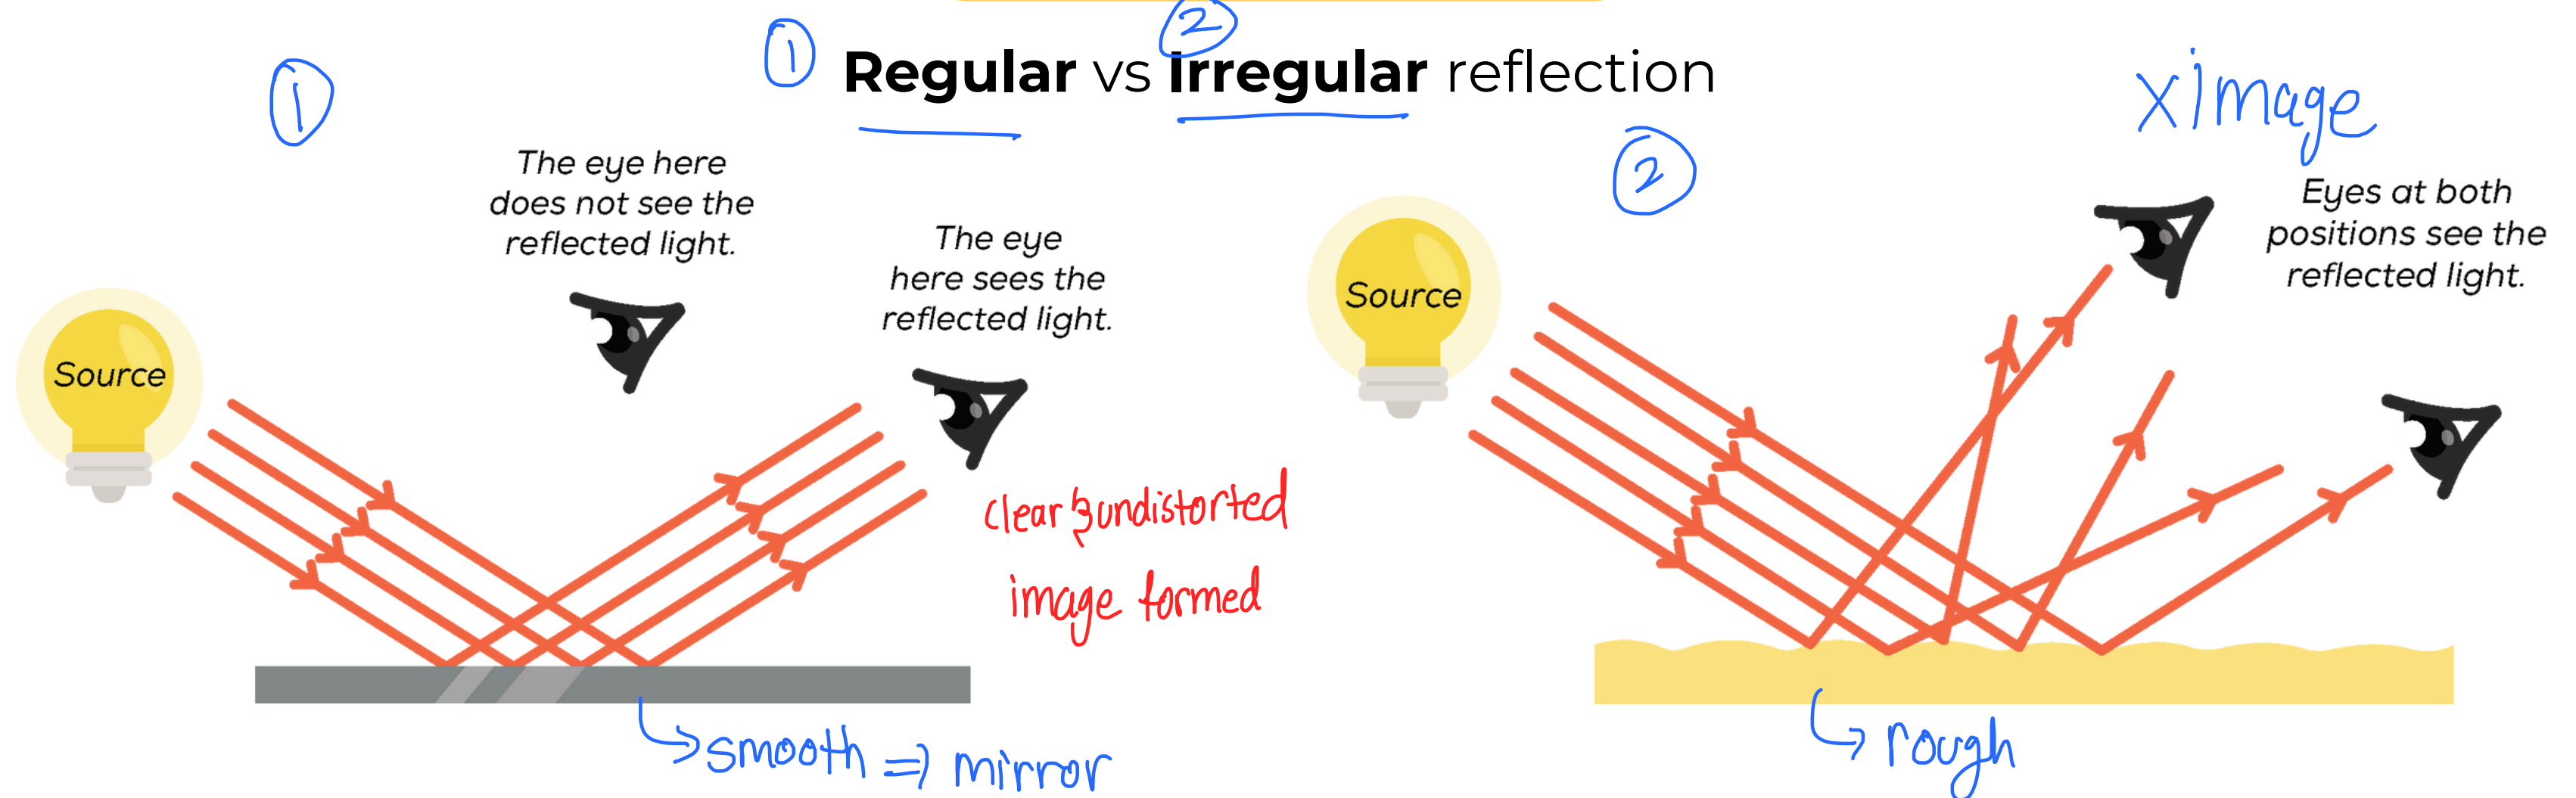 ① ① ②
Regular vs Irregular reflection
The eye here
does not see the
reflected light.
The eye
here sees the
reflected light.
Source
clear & undistorted
image formed
↳ smooth ⇒ mirror
②
x image
Eyes at both
positions see the
reflected light.
Source
↳ rough